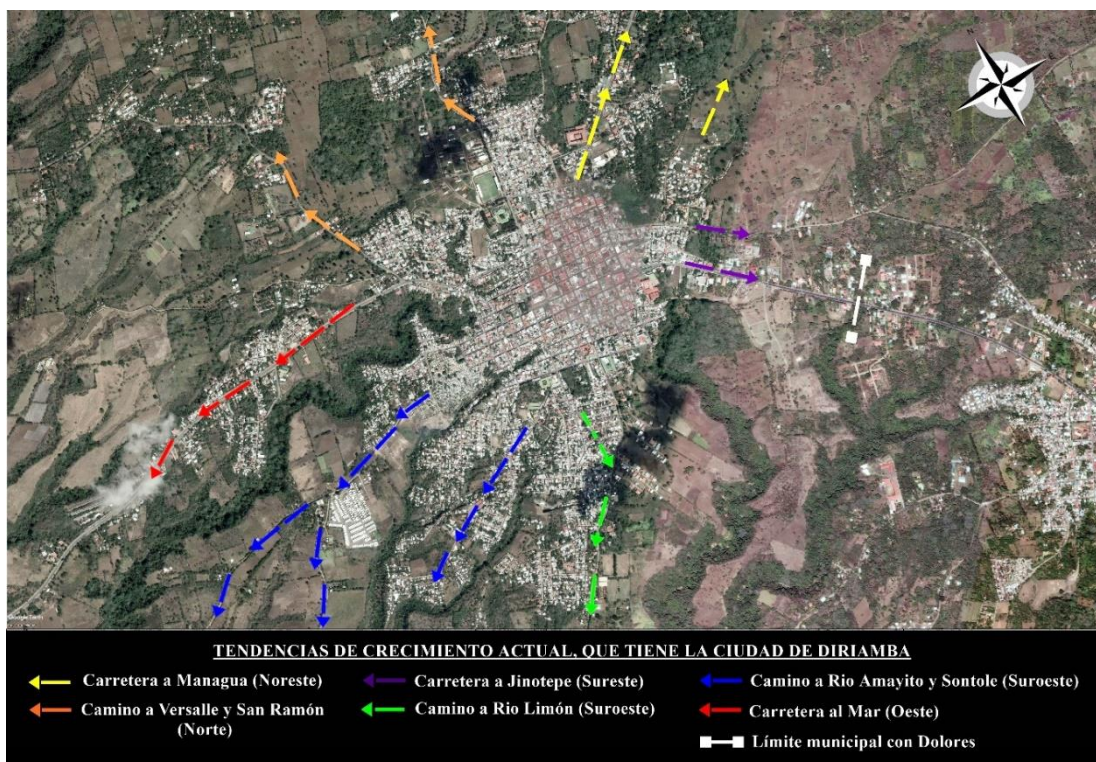 Google Earth
TENDENCIAS DE CRECIMIENTO ACTUAL, QUE TIENE LA CIUDAD DE DIRIAMBA
Carretera a Managua (Noreste)
Camino a Versalle y San Ramón
(Norte)
Carretera a Jinotepe (Sureste)
Camino a Rio Limón (Suroeste)
Camino a Rio Amayito y Sontole (Suroeste)
Carretera al Mar (Oeste)
Límite municipal con Dolores